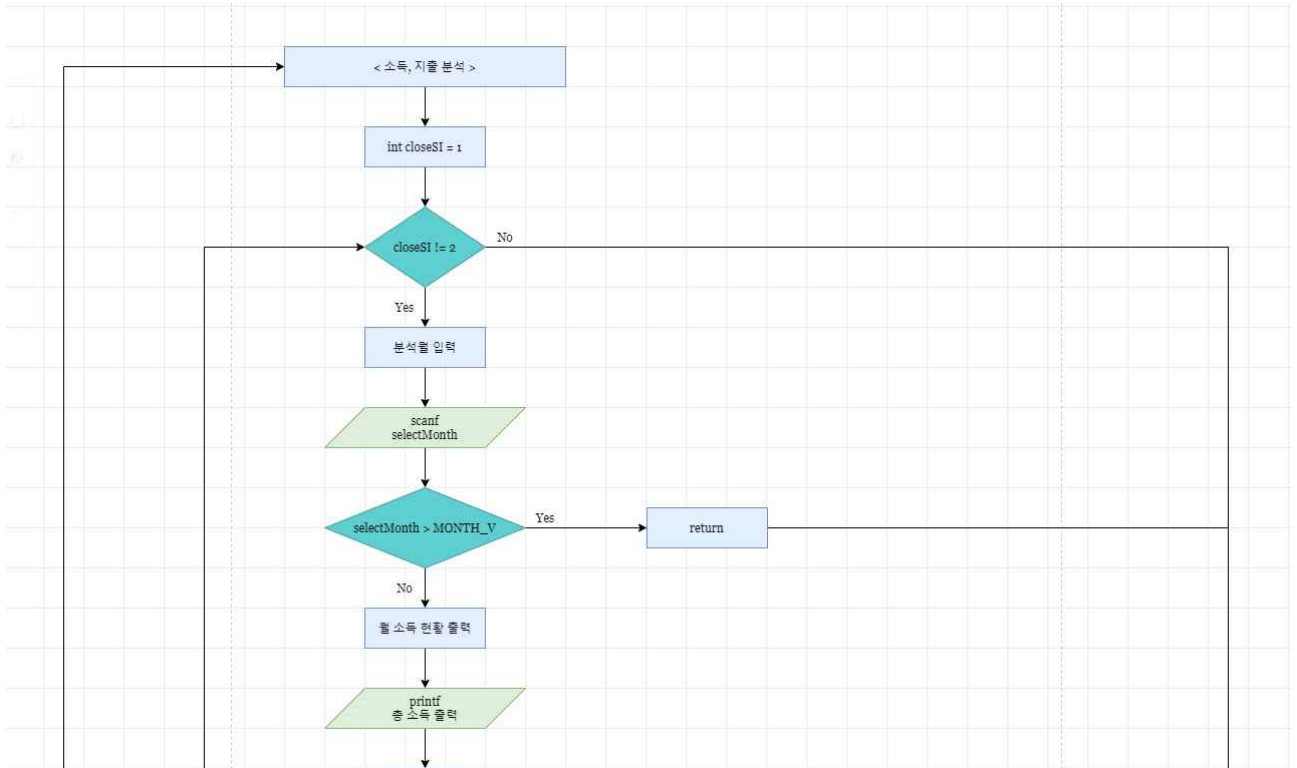 < 소득, 지출 분석 >
int closeSI = 1
closeSI != 2
No
Yes
분석월 입력
scanf
selectMonth
selectMonth > MONTH_V
Yes
return
No
월 소득 현황 출력
printf
총 소득 출력